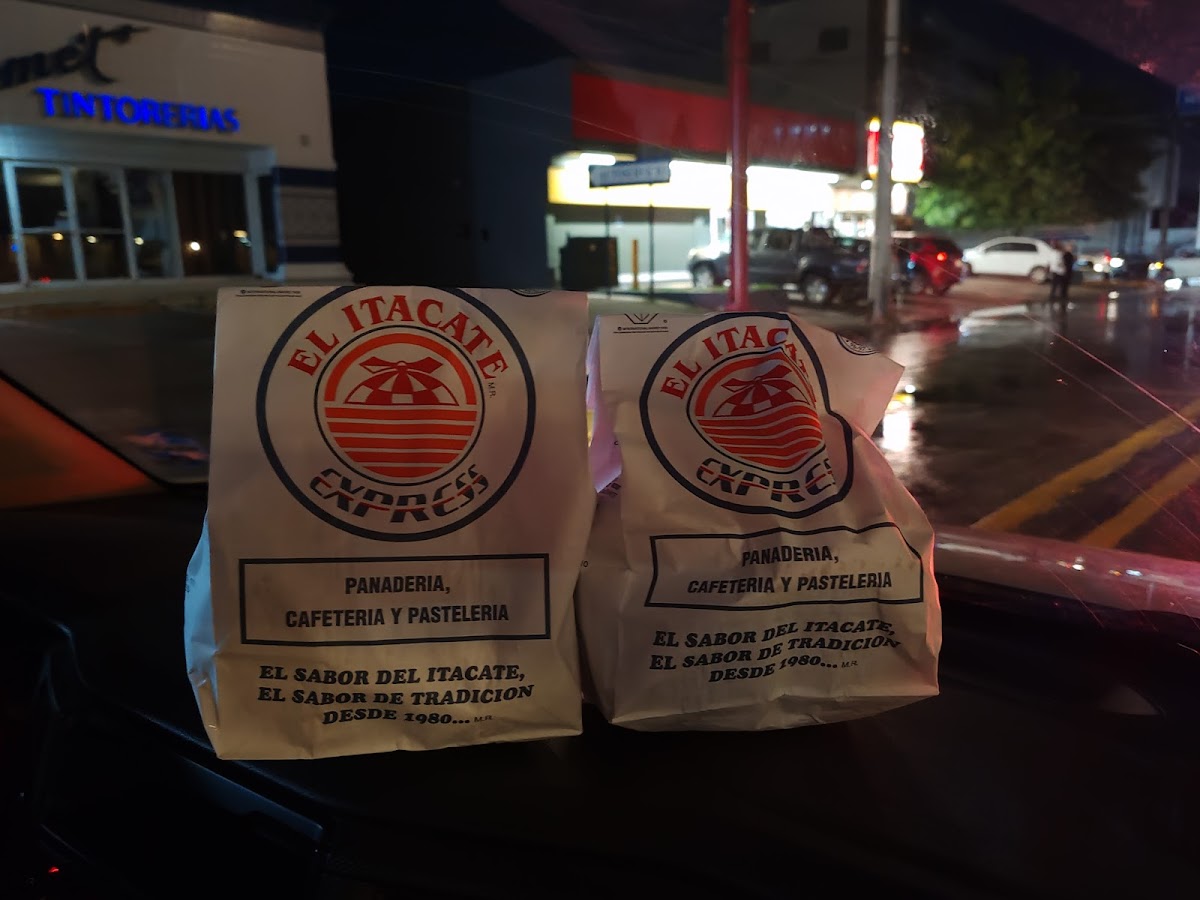 TINTORERIAS
EL ITACATE
M.R.
EXPRESS
PANADERIA,
CAFETERIA Y PASTELERIA
EL SABOR DEL ITACATE,
EL SABOR DE TRADICION
DESDE 1980... M.R.
EL ITACATE
EXPRES
PANADERIA,
CAFETERIA Y PASTELERIA
EL SABOR DEL ITACATE,
EL SABOR DE TRADICION
DESDE 1980... M.R.